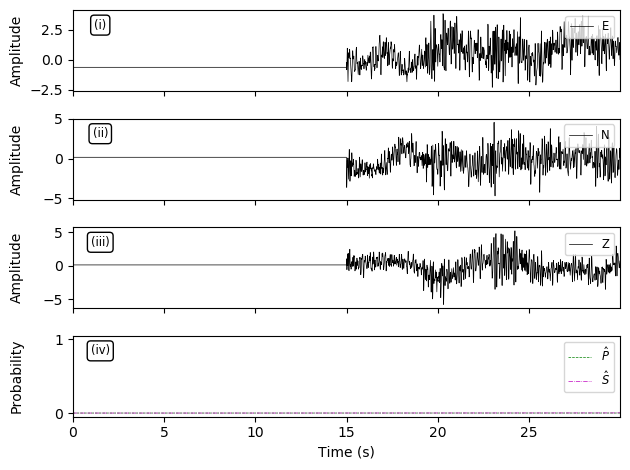 (i)
E
Amplitude
2.5
0.0
−2.5
(ii)
N
Amplitude
5
0
−5
(iii)
Z
Amplitude
5
0
−5
(iv)
P̂
Ŝ
Probability
1
0
0 5 10 15 20 25
Time (s)